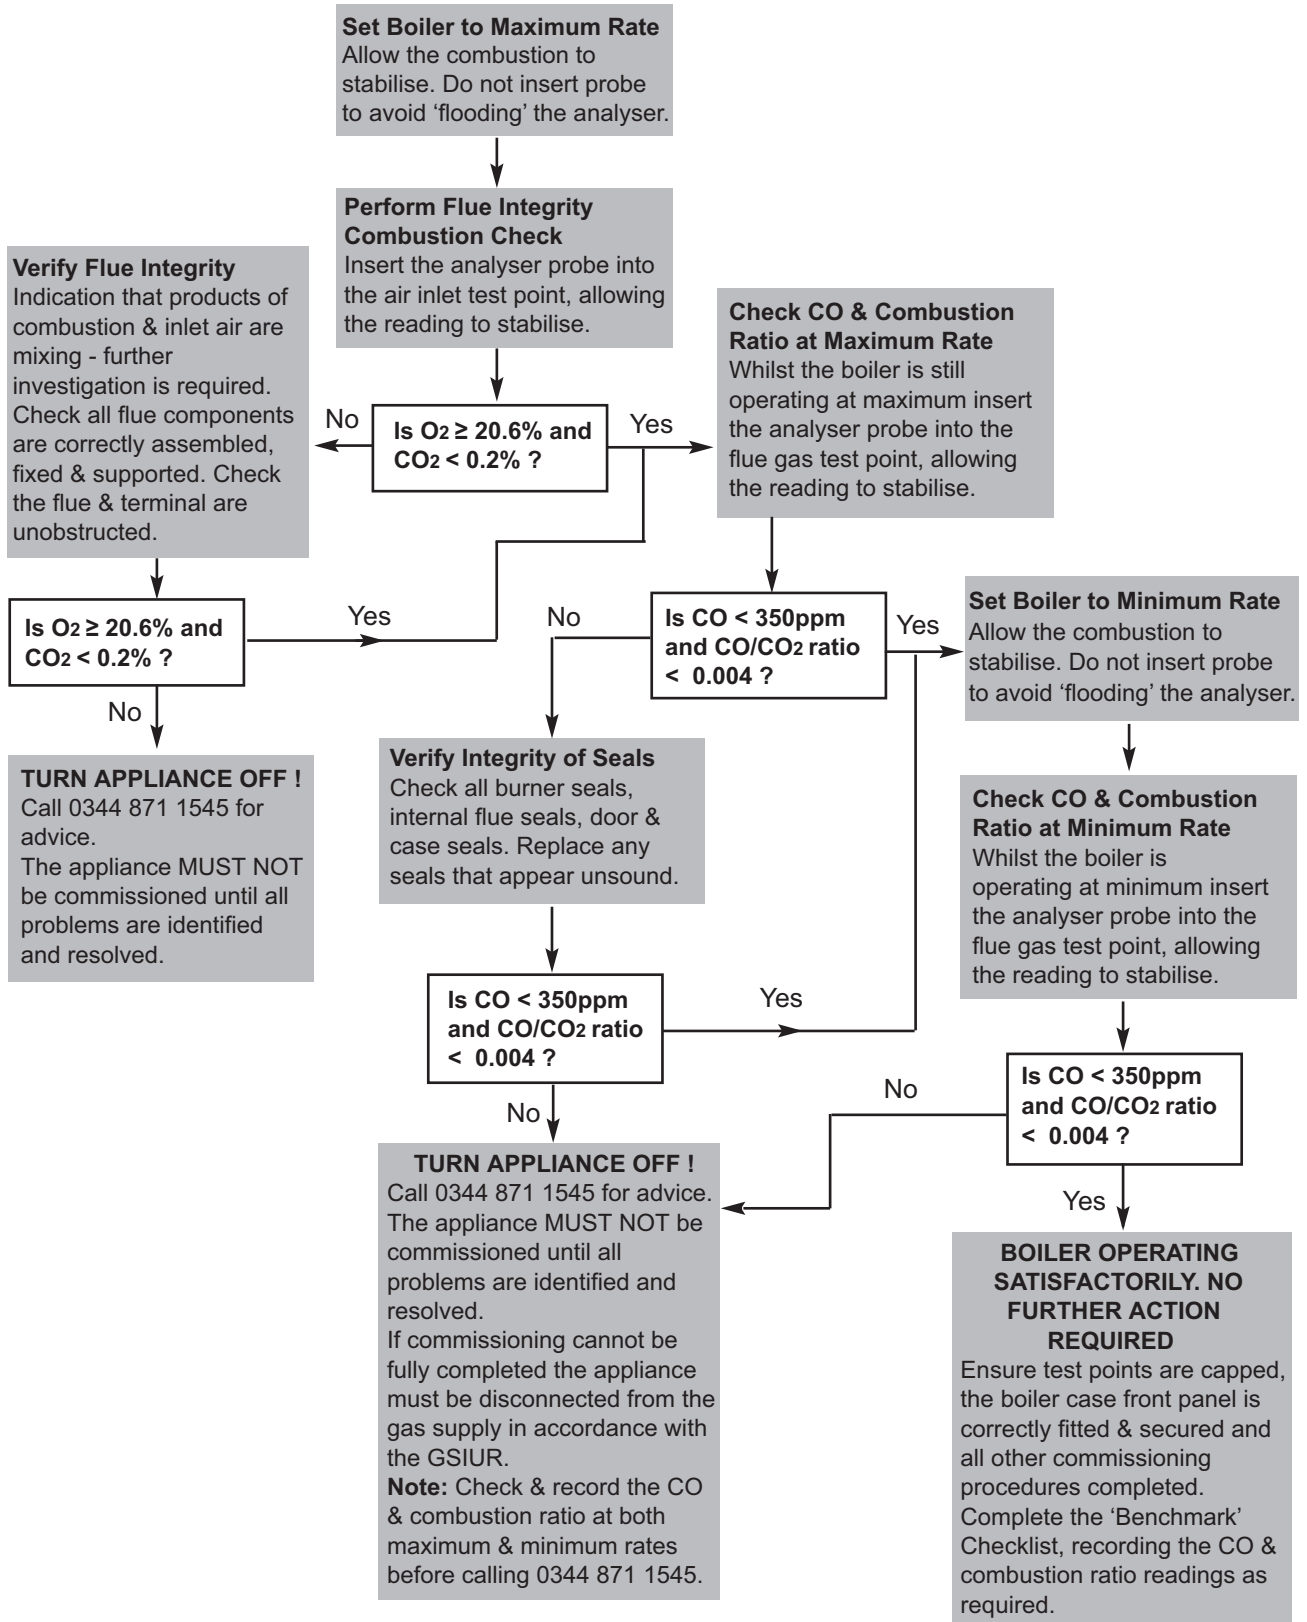 Set Boiler to Maximum Rate
Allow the combustion to
stabilise. Do not insert probe
to avoid ‘flooding’ the analyser.
Perform Flue Integrity
Combustion Check
Insert the analyser probe into
the air inlet test point, allowing
the reading to stabilise.
Verify Flue Integrity
Indication that products of
combustion & inlet air are
mixing - further
investigation is required.
Check all flue components
are correctly assembled,
fixed & supported. Check
the flue & terminal are
unobstructed.
No
Is O2 ≥ 20.6% and
CO2 < 0.2% ?
Yes
Check CO & Combustion
Ratio at Maximum Rate
Whilst the boiler is still
operating at maximum insert
the analyser probe into the
flue gas test point, allowing
the reading to stabilise.
Is O2 ≥ 20.6% and
CO2 < 0.2% ?
Yes
No
TURN APPLIANCE OFF !
Call 0344 871 1545 for
advice.
The appliance MUST NOT
be commissioned until all
problems are identified
and resolved.
No
Is CO < 350ppm
and CO/CO2 ratio
< 0.004 ?
Yes
Set Boiler to Minimum Rate
Allow the combustion to
stabilise. Do not insert probe
to avoid ‘flooding’ the analyser.
Verify Integrity of Seals
Check all burner seals,
internal flue seals, door &
case seals. Replace any
seals that appear unsound.
Check CO & Combustion
Ratio at Minimum Rate
Whilst the boiler is
operating at minimum insert
the analyser probe into the
flue gas test point, allowing
the reading to stabilise.
Is CO < 350ppm
and CO/CO2 ratio
< 0.004 ?
Yes
No
Is CO < 350ppm
and CO/CO2 ratio
< 0.004 ?
No
Yes
TURN APPLIANCE OFF !
Call 0344 871 1545 for advice.
The appliance MUST NOT be
commissioned until all
problems are identified and
resolved.
If commissioning cannot be
fully completed the appliance
must be disconnected from the
gas supply in accordance with
the GSIUR.
Note: Check & record the CO
& combustion ratio at both
maximum & minimum rates
before calling 0344 871 1545.
BOILER OPERATING
SATISFACTORILY. NO
FURTHER ACTION
REQUIRED
Ensure test points are capped,
the boiler case front panel is
correctly fitted & secured and
all other commissioning
procedures completed.
Complete the ‘Benchmark’
Checklist, recording the CO &
combustion ratio readings as
required.